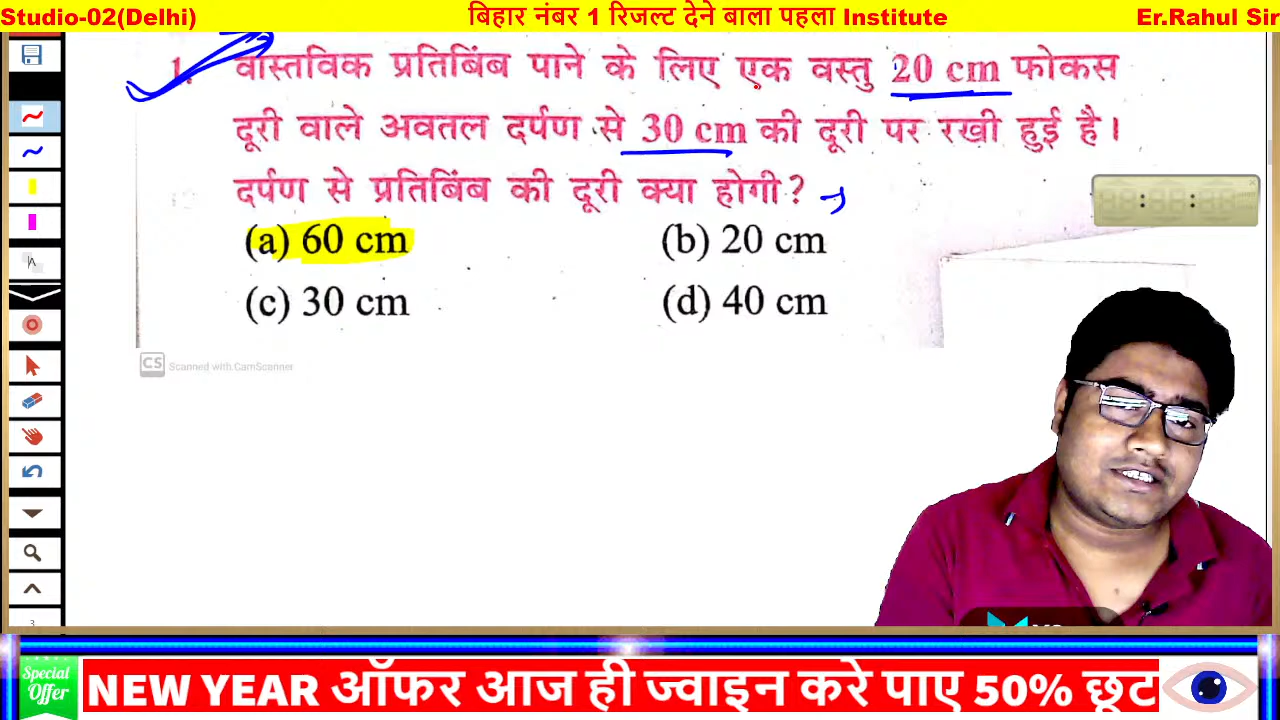 Studio-02(Delhi) बिहार नंबर 1 रिजल्ट देने बाला पहला Institute Er.Rahul Sir
1. वास्तविक प्रतिबिंब पाने के लिए एक वस्तु 20 cm फोकस
दूरी वाले अवतल दर्पण से 30 cm की दूरी पर रखी हुई है।
दर्पण से प्रतिबिंब की दूरी क्या होगी?
(a) 60 cm (b) 20 cm
(c) 30 cm (d) 40 cm
CS Scanned with CamScanner
3
Special
Offer
NEW YEAR ऑफर आज ही ज्वाइन करे पाए 50% छूट